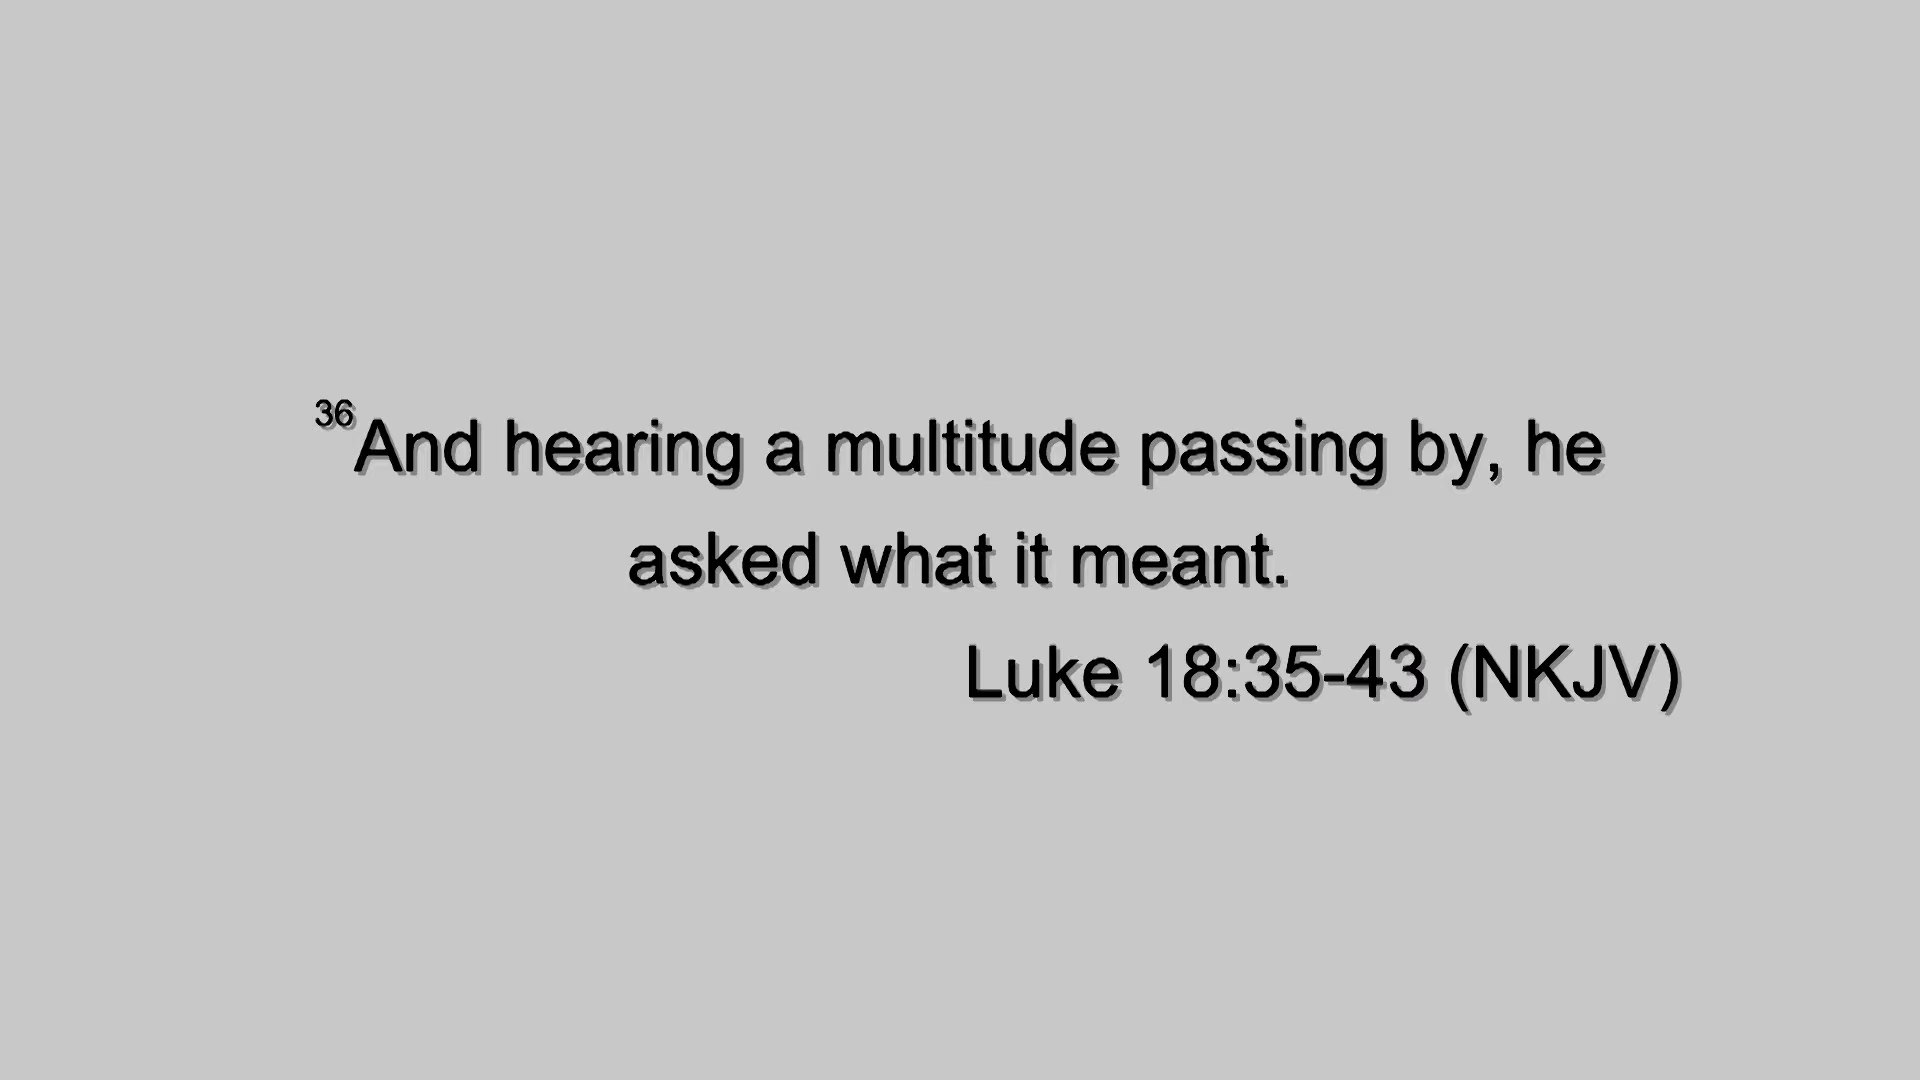 36And hearing a multitude passing by, he
asked what it meant.
Luke 18:35-43 (NKJV)